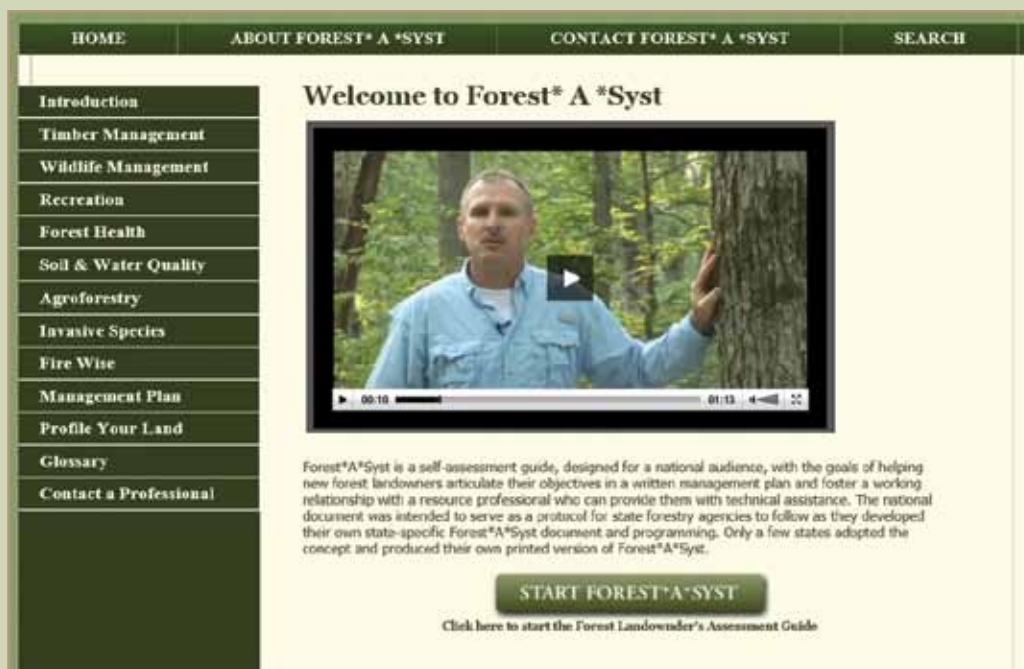 HOME ABOUT FOREST* A *SYST CONTACT FOREST* A *SYST SEARCH
Introduction
Timber Management
Wildlife Management
Recreation
Forest Health
Soil & Water Quality
Agroforestry
Invasive Species
Fire Wise
Management Plan
Profile Your Land
Glossary
Contact a Professional
Welcome to Forest* A *Syst
00:10 01:13
Forest*A*Syst is a self-assessment guide, designed for a national audience, with the goals of helping
new forest landowners articulate their objectives in a written management plan and foster a working
relationship with a resource professional who can provide them with technical assistance. The national
document was intended to serve as a protocol for state forestry agencies to follow as they developed
their own state-specific Forest*A*Syst document and programming. Only a few states adopted the
concept and produced their own printed version of Forest*A*Syst.
START FOREST*A*SYST
Click here to start the Forest Landownder's Assessment Guide